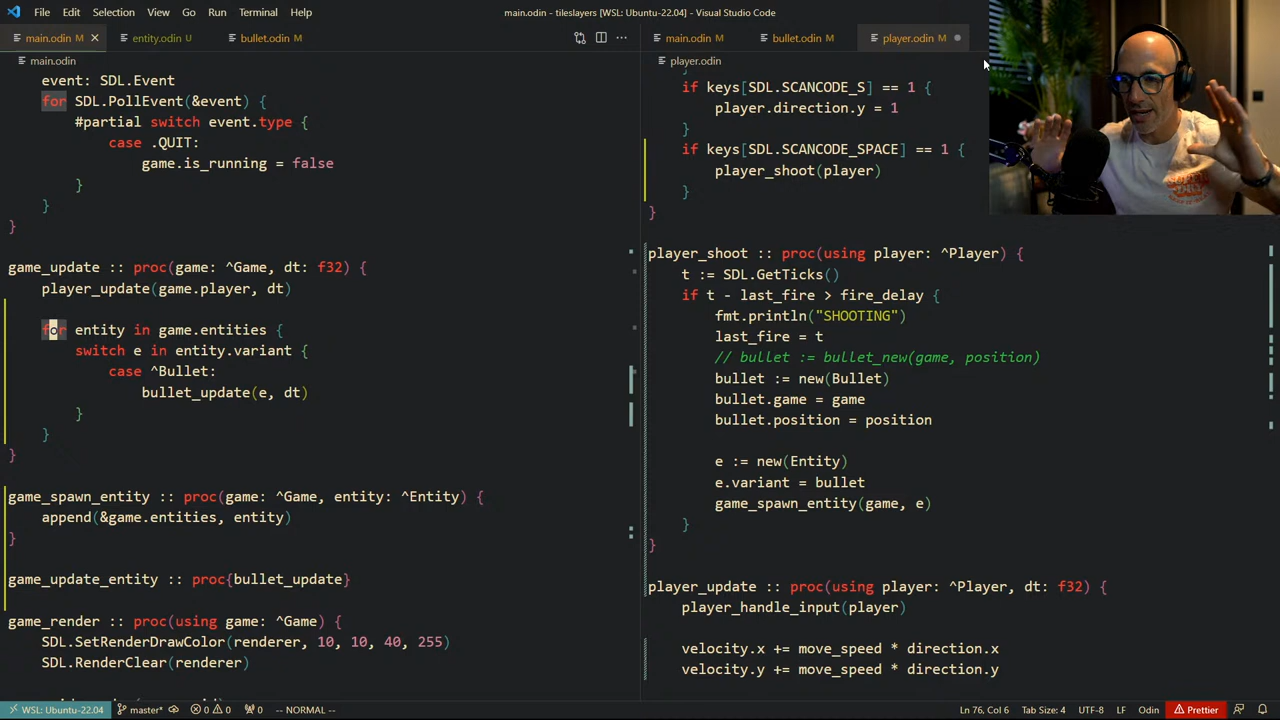 File Edit Selection View Go Run Terminal Help
main.odin - tileslayers [WSL: Ubuntu-22.04] - Visual Studio Code
main.odin M
entity.odin U
bullet.odin M
main.odin
event: SDL.Event
for SDL.PollEvent(&event) {
#partial switch event.type {
case .QUIT:
game.is_running = false
}
}
}
game_update :: proc(game: ^Game, dt: f32) {
player_update(game.player, dt)
for entity in game.entities {
switch e in entity.variant {
case ^Bullet:
bullet_update(e, dt)
}
}
}
game_spawn_entity :: proc(game: ^Game, entity: ^Entity) {
append(&game.entities, entity)
}
game_update_entity :: proc{bullet_update}
game_render :: proc(using game: ^Game) {
SDL.SetRenderDrawColor(renderer, 10, 10, 40, 255)
SDL.RenderClear(renderer)
main.odin M
bullet.odin M
player.odin M
player.odin
}
if keys[SDL.SCANCODE_S] == 1 {
player.direction.y = 1
}
if keys[SDL.SCANCODE_SPACE] == 1 {
player_shoot(player)
}
}
player_shoot :: proc(using player: ^Player) {
t := SDL.GetTicks()
if t - last_fire > fire_delay {
fmt.println("SHOOTING")
last_fire = t
// bullet := bullet_new(game, position)
bullet := new(Bullet)
bullet.game = game
bullet.position = position
e := new(Entity)
e.variant = bullet
game_spawn_entity(game, e)
}
}
player_update :: proc(using player: ^Player, dt: f32) {
player_handle_input(player)
velocity.x += move_speed * direction.x
velocity.y += move_speed * direction.y
WSL: Ubuntu-22.04 master* 0 0 0 -- NORMAL -- Ln 76, Col 6 Tab Size: 4 UTF-8 LF Odin Prettier